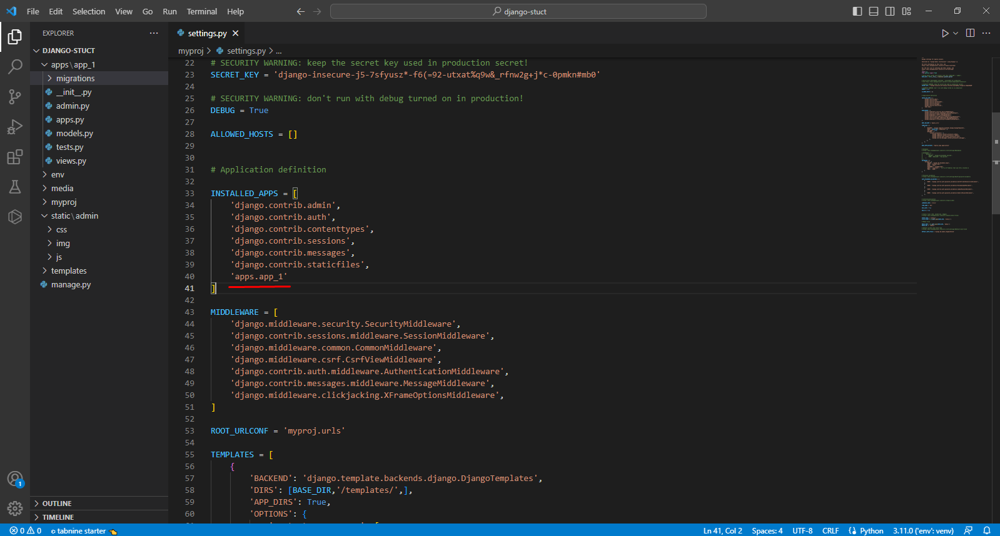 File Edit Selection View Go Run Terminal Help
django-stuct
EXPLORER
DJANGO-STUCT
apps\app_1
migrations
__init__.py
admin.py
apps.py
models.py
tests.py
views.py
env
media
myproj
static\admin
css
img
js
templates
manage.py
OUTLINE
TIMELINE
1
settings.py
myproj > settings.py > ...
22 # SECURITY WARNING: keep the secret key used in production secret!
23 SECRET_KEY = 'django-insecure-j5-7sfyusz*-f6(=92-utxat%q9w&_rfnw2g+j*c-0pmkn#mb0'
24
25 # SECURITY WARNING: don't run with debug turned on in production!
26 DEBUG = True
27
28 ALLOWED_HOSTS = []
29
30
31 # Application definition
32
33 INSTALLED_APPS = [
34 'django.contrib.admin',
35 'django.contrib.auth',
36 'django.contrib.contenttypes',
37 'django.contrib.sessions',
38 'django.contrib.messages',
39 'django.contrib.staticfiles',
40 'apps.app_1'
41 ]
42
43 MIDDLEWARE = [
44 'django.middleware.security.SecurityMiddleware',
45 'django.contrib.sessions.middleware.SessionMiddleware',
46 'django.middleware.common.CommonMiddleware',
47 'django.middleware.csrf.CsrfViewMiddleware',
48 'django.contrib.auth.middleware.AuthenticationMiddleware',
49 'django.contrib.messages.middleware.MessageMiddleware',
50 'django.middleware.clickjacking.XFrameOptionsMiddleware',
51 ]
52
53 ROOT_URLCONF = 'myproj.urls'
54
55 TEMPLATES = [
56 {
57 'BACKEND': 'django.template.backends.django.DjangoTemplates',
58 'DIRS': [BASE_DIR,'/templates/',],
59 'APP_DIRS': True,
60 'OPTIONS': {
0 0 tabnine starter Ln 41, Col 2 Spaces: 4 UTF-8 CRLF Python 3.11.0 ('env': venv)